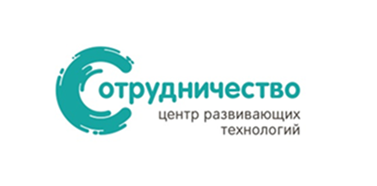 Сотрудничество
центр развивающих
технологий